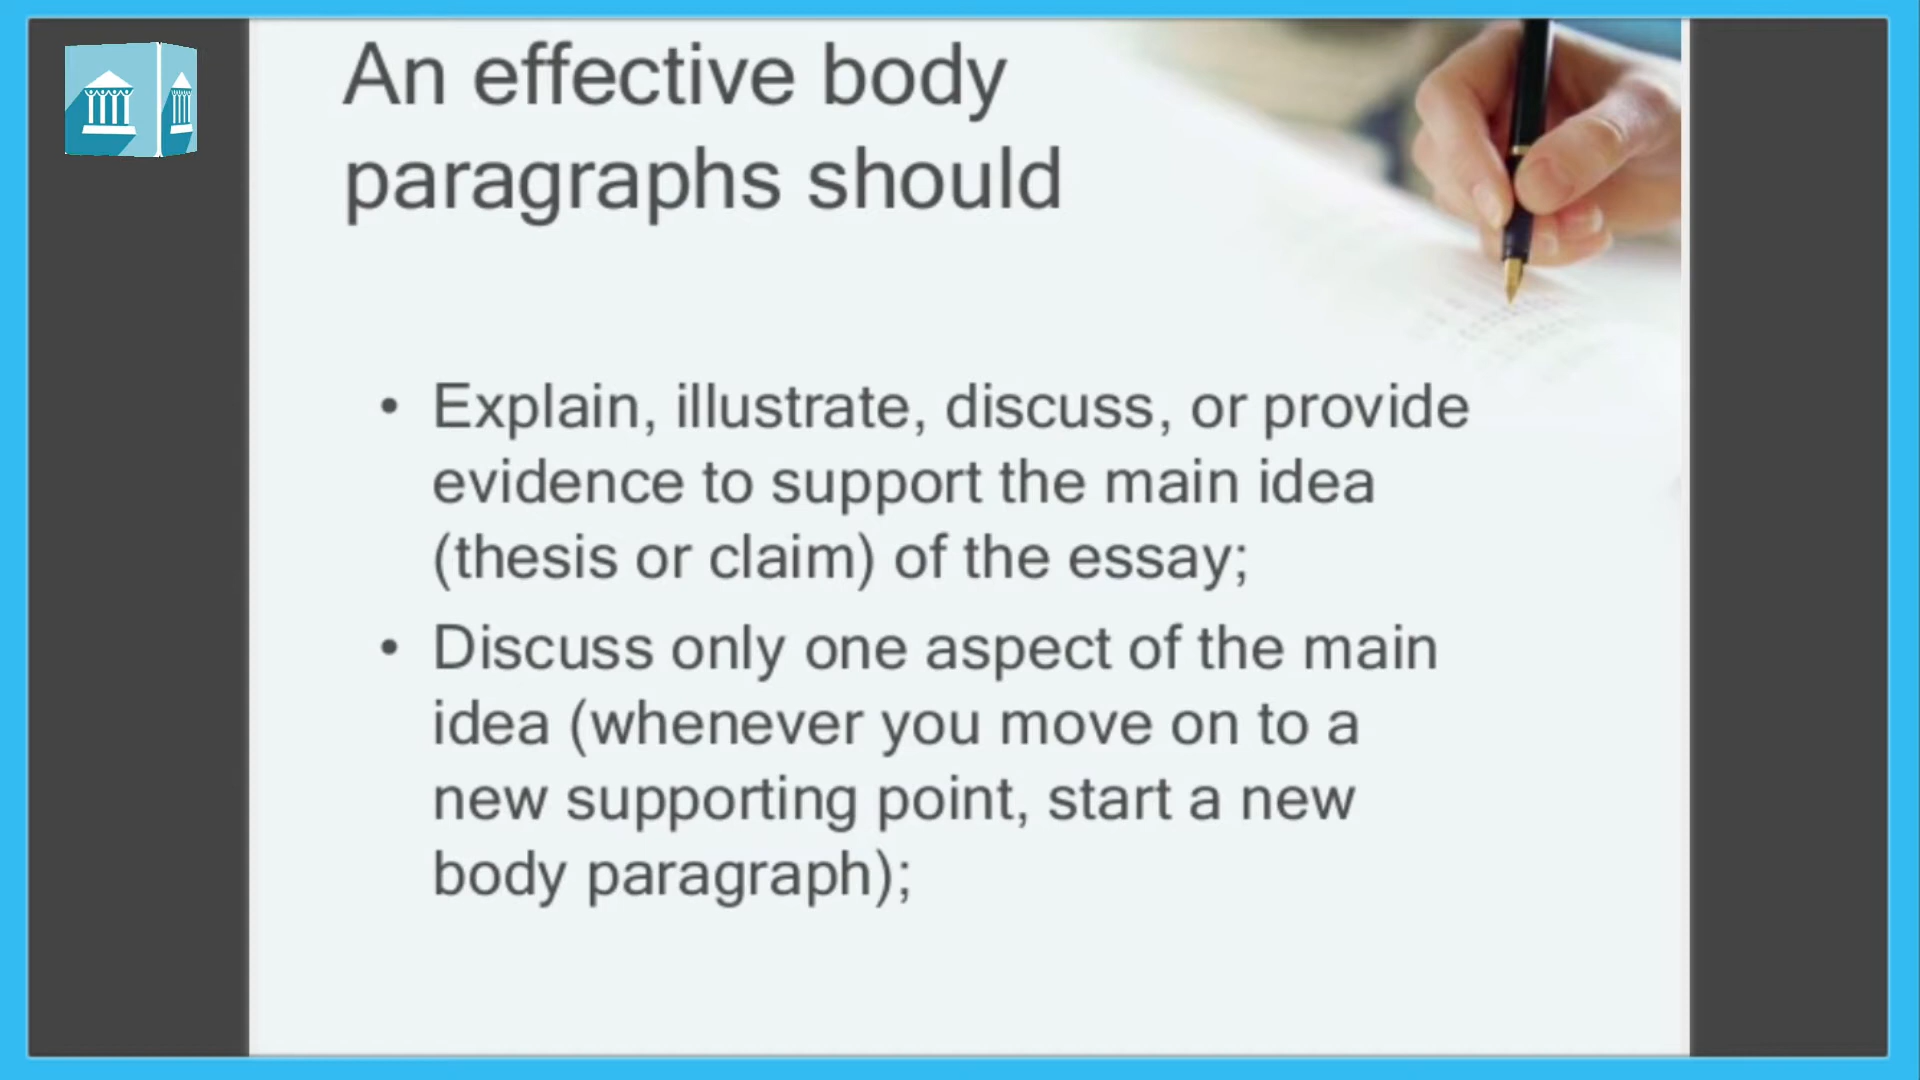 An effective body
paragraphs should
• Explain, illustrate, discuss, or provide
evidence to support the main idea
(thesis or claim) of the essay;
• Discuss only one aspect of the main
idea (whenever you move on to a
new supporting point, start a new
body paragraph);